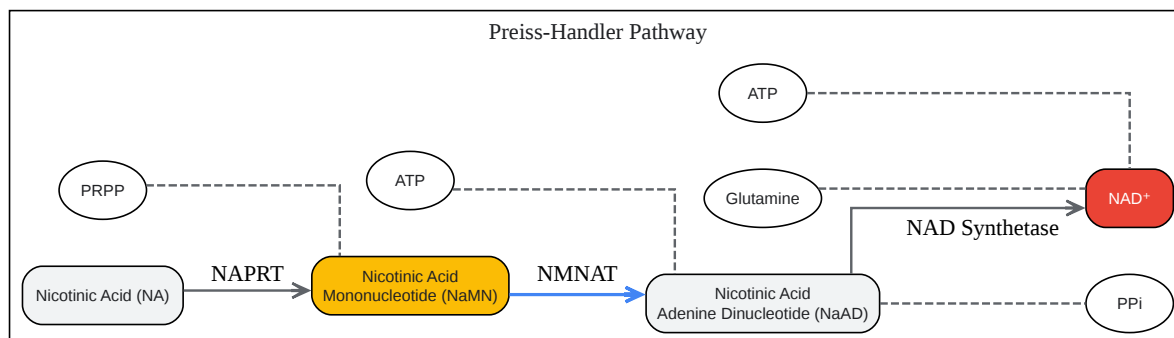 Preiss-Handler Pathway
ATP
PRPP
ATP
Glutamine
NAD⁺
NAD Synthetase
NAPRT
Nicotinic Acid
Mononucleotide (NaMN)
NMNAT
Nicotinic Acid (NA)
Nicotinic Acid
Adenine Dinucleotide (NaAD)
PPi